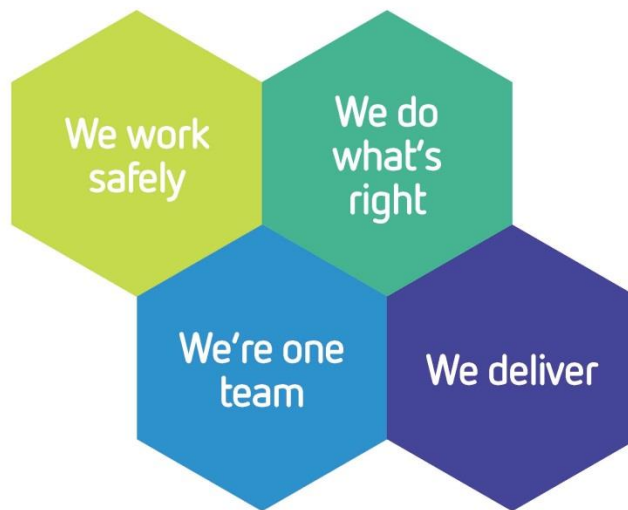 We work
safely
We do
what's
right
We're one
team
We deliver